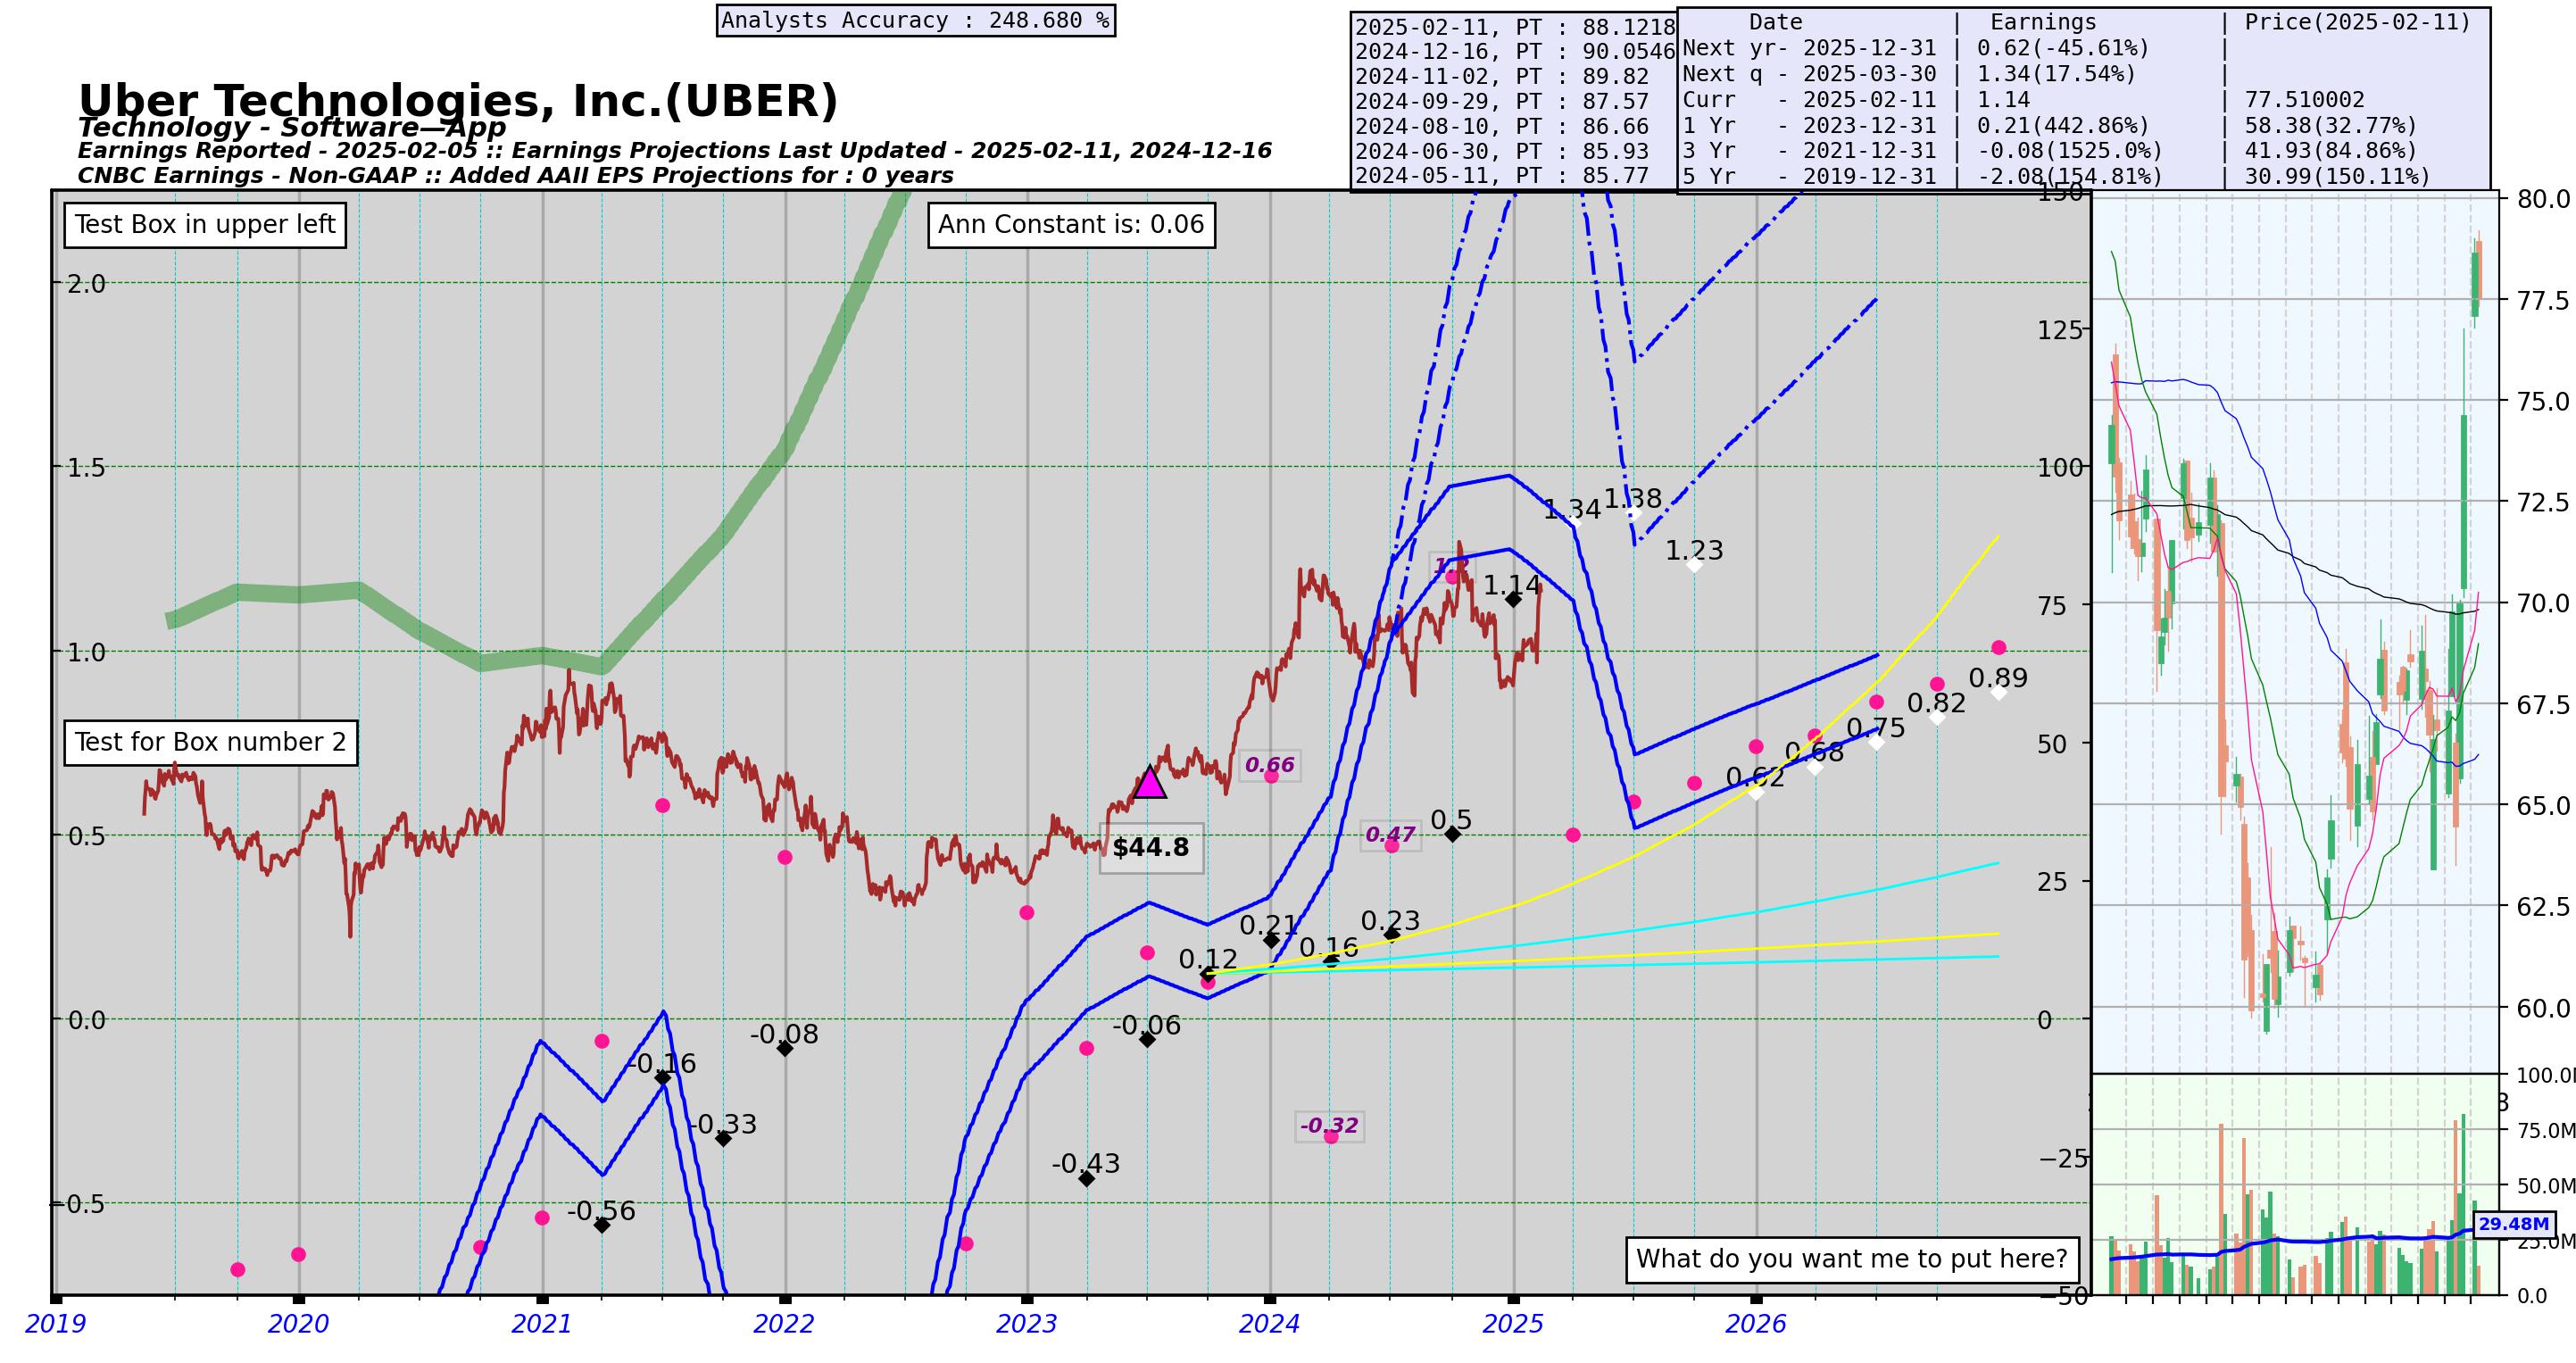 Analysts Accuracy : 248.680 %
2025-02-11, PT : 88.1218
2024-12-16, PT : 90.0546
2024-11-02, PT : 89.82
2024-09-29, PT : 87.57
2024-08-10, PT : 86.66
2024-06-30, PT : 85.93
2024-05-11, PT : 85.77
Date | Earnings | Price(2025-02-11)
Next yr- 2025-12-31 | 0.62(-45.61%) |
Next q - 2025-03-30 | 1.34(17.54%) |
Curr - 2025-02-11 | 1.14 | 77.510002
1 Yr - 2023-12-31 | 0.21(442.86%) | 58.38(32.77%)
3 Yr - 2021-12-31 | -0.08(1525.0%) | 41.93(84.86%)
5 Yr - 2019-12-31 | -2.08(154.81%) | 30.99(150.11%)
Uber Technologies, Inc.(UBER)
Technology - Software—App
Earnings Reported - 2025-02-05 :: Earnings Projections Last Updated - 2025-02-11, 2024-12-16
CNBC Earnings - Non-GAAP :: Added AAII EPS Projections for : 0 years
Test Box in upper left
Ann Constant is: 0.06
2.0
1.5
1.0
0.5
0.0
−0.5
Test for Box number 2
$44.8
-0.56
-0.16
-0.33
-0.08
-0.43
-0.06
0.12
0.21
0.16
0.23
0.5
1.14
1.34
1.38
1.23
0.62
0.68
0.75
0.82
0.89
0.66
-0.32
0.47
1.2
What do you want me to put here?
150
125
100
75
50
25
0
−25
−50
80.0
77.5
75.0
72.5
70.0
67.5
65.0
62.5
60.0
100.0
75.0M
50.0M
29.48M
25.0M
0.0
2019 2020 2021 2022 2023 2024 2025 2026